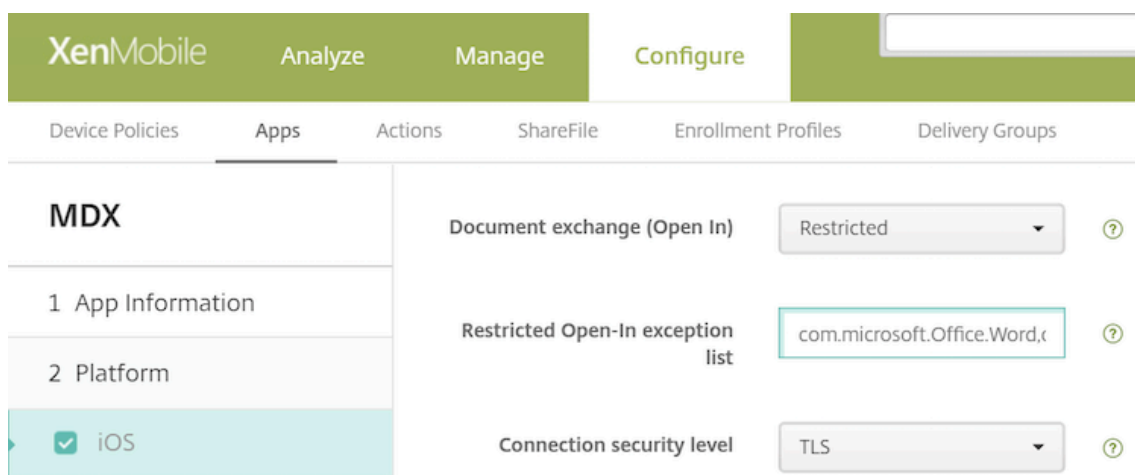 XenMobile Analyze Manage Configure
Device Policies Apps Actions ShareFile Enrollment Profiles Delivery Groups
MDX
1 App Information
2 Platform
iOS
Document exchange (Open In) Restricted ?
Restricted Open-In exception list com.microsoft.Office.Word,c ?
Connection security level TLS ?